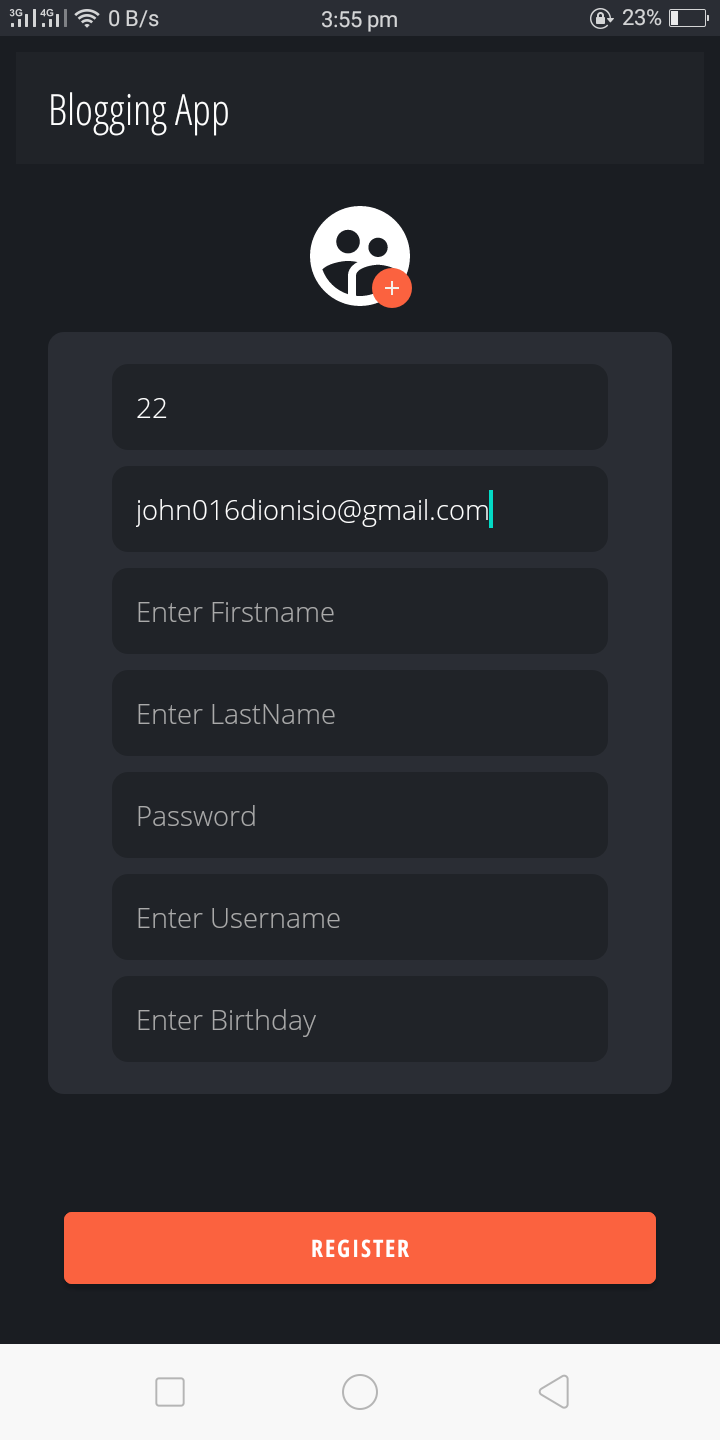 3G 4G 0 B/s 3:55 pm 23%
Blogging App
22
john016dionisio@gmail.com
Enter Firstname
Enter LastName
Password
Enter Username
Enter Birthday
REGISTER